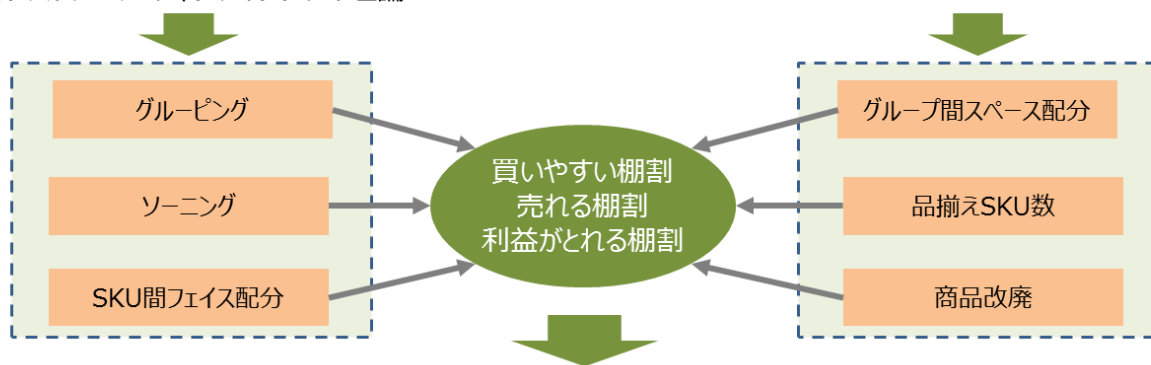 グルーピング
ソーニング
SKU間フェイス配分
買いやすい棚割
売れる棚割
利益がとれる棚割
グループ間スペース配分
品揃えSKU数
商品改廃